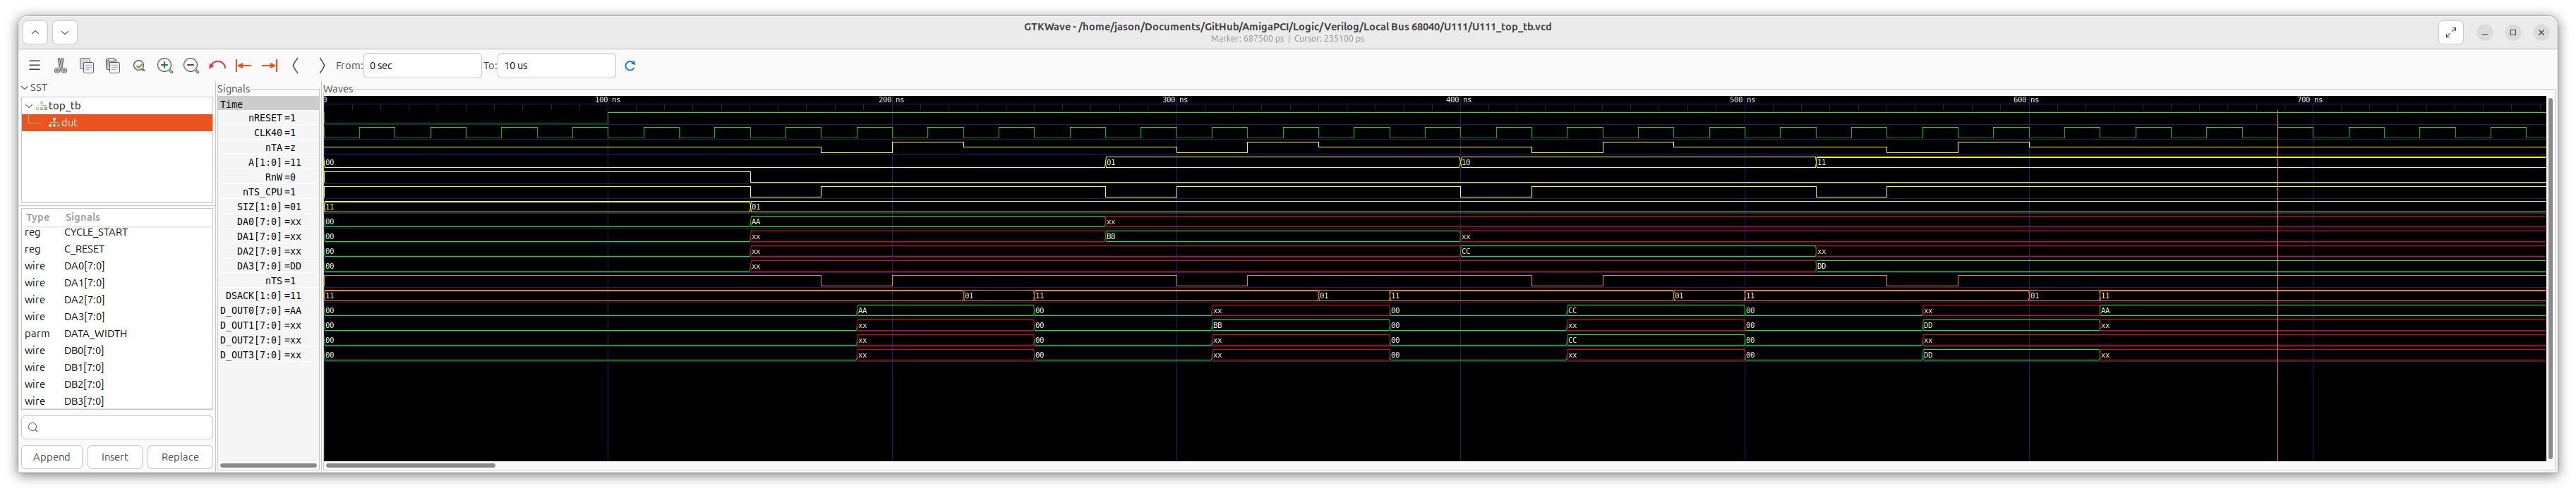 GTKWave - /home/jason/Documents/GitHub/AmigaPCI/Logic/Verilog/Local Bus 68040/U111/U111_top_tb.vcd
Marker: 687500 ps | Cursor: 235100 ps
From: 0 sec To: 10 us
SST
top_tb
dut
Type Signals
reg CYCLE_START
reg C_RESET
wire DA0[7:0]
wire DA1[7:0]
wire DA2[7:0]
wire DA3[7:0]
parm DATA_WIDTH
wire DB0[7:0]
wire DB1[7:0]
wire DB2[7:0]
wire DB3[7:0]
Append Insert Replace
Signals
Time
nRESET =1
CLK40 =1
nTA =z
A[1:0] =11
RnW =0
nTS_CPU =1
SIZ[1:0] =01
DA0[7:0] =xx
DA1[7:0] =xx
DA2[7:0] =xx
DA3[7:0] =DD
nTS =1
DSACK[1:0] =11
D_OUT0[7:0] =AA
D_OUT1[7:0] =xx
D_OUT2[7:0] =xx
D_OUT3[7:0] =xx
Waves
0 100 ns 200 ns 300 ns 400 ns 500 ns 600 ns 700 ns
00 01 10 11
11 01
00 AA xx
00 xx BB xx
00 xx CC xx
00 xx DD
11 01 11 01 11 01 11 01 11
00 AA 00 xx 00 CC 00 xx AA
00 xx 00 BB 00 xx 00 DD xx
00 xx 00 xx 00 CC 00 xx
00 xx 00 xx 00 xx 00 DD xx